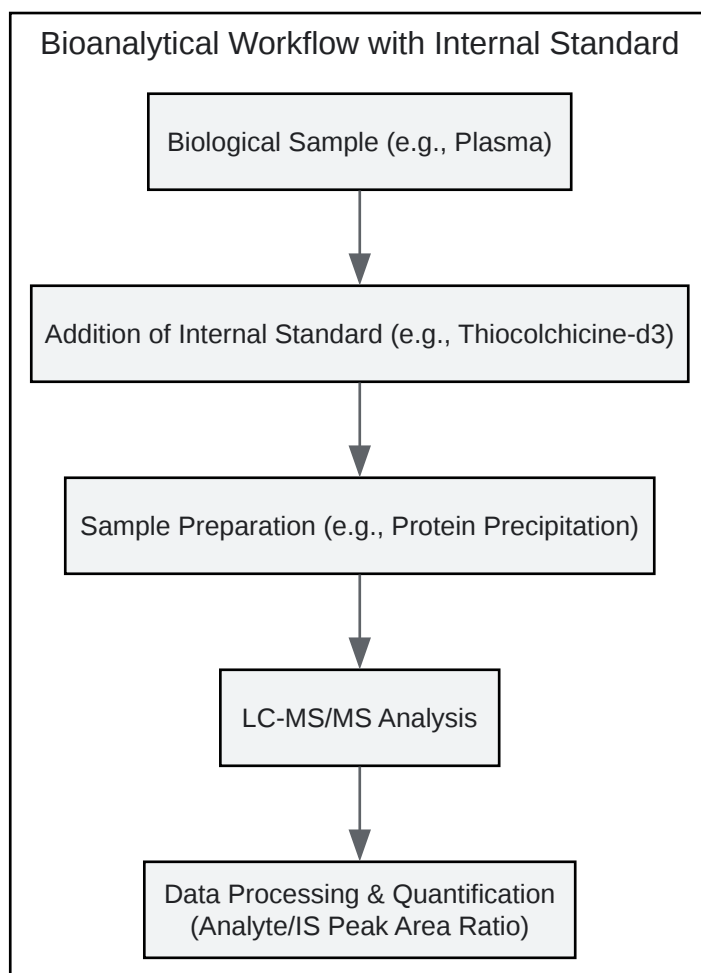 Bioanalytical Workflow with Internal Standard
Biological Sample (e.g., Plasma)
Addition of Internal Standard (e.g., Thiocolchicine-d3)
Sample Preparation (e.g., Protein Precipitation)
LC-MS/MS Analysis
Data Processing & Quantification
(Analyte/IS Peak Area Ratio)